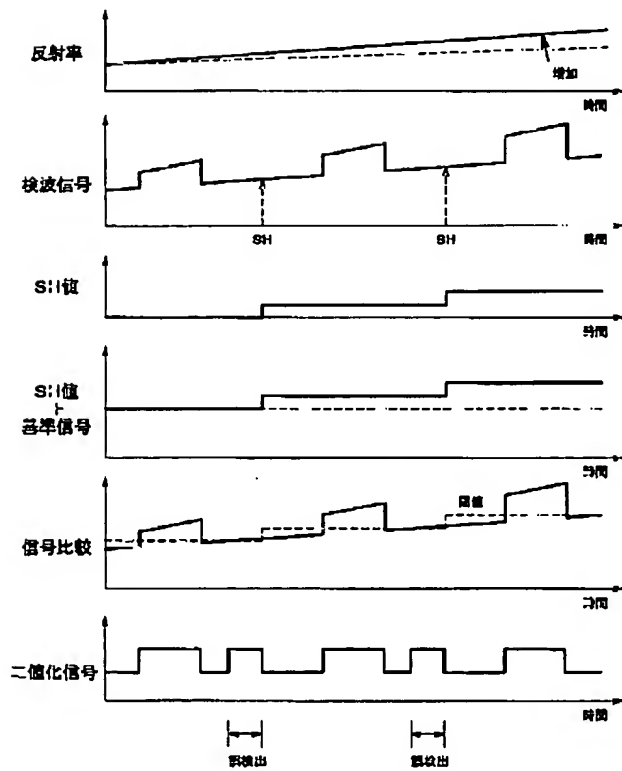 反射率
増加
時間
検波信号
SH
SH
時間
SH値
時間
SH値
+
基準信号
時間
信号比較
閾値
時間
二値化信号
時間
誤検出
誤検出